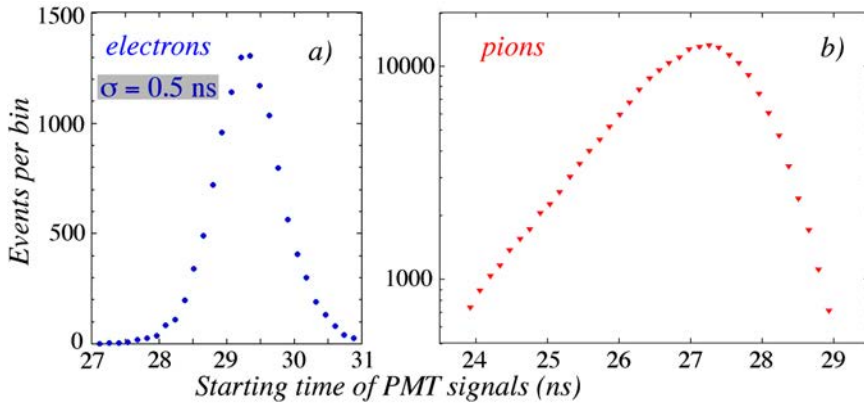 electrons
a)
σ = 0.5 ns
pions
b)
Events per bin
1500
1000
500
0
27
28
29
30
31
10000
1000
24
25
26
27
28
29
Starting time of PMT signals (ns)